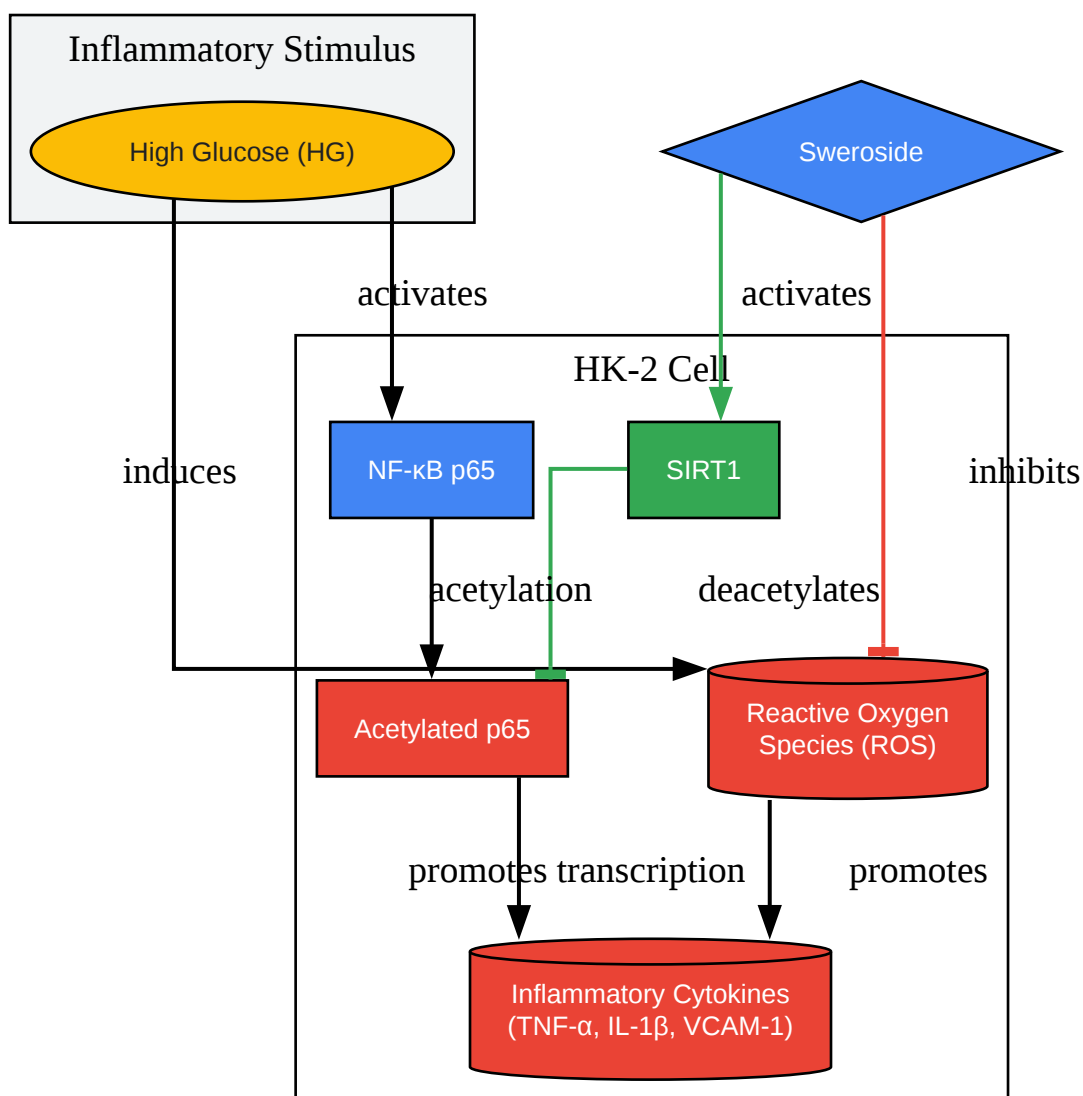 Inflammatory Stimulus
High Glucose (HG)
Sweroside
activates
activates
HK-2 Cell
NF-κB p65
SIRT1
induces
inhibits
acetylation
deacetylates
Acetylated p65
Reactive Oxygen
Species (ROS)
promotes transcription
promotes
Inflammatory Cytokines
(TNF-α, IL-1β, VCAM-1)